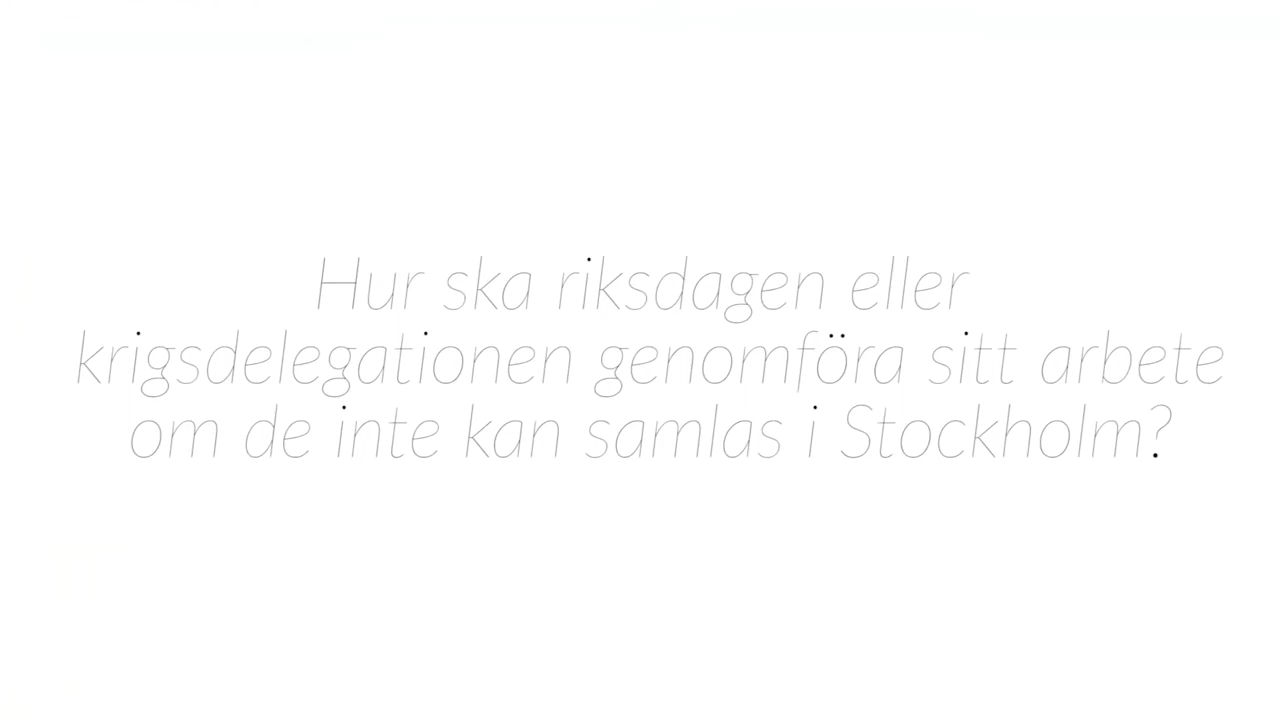 Hur ska riksdagen eller
krigsdelegationen genomföra sitt arbete
om de inte kan samlas i Stockholm?